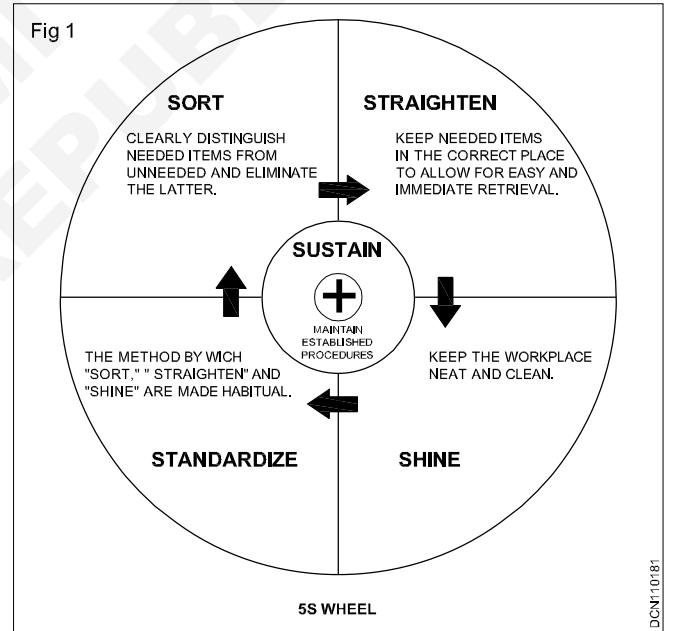 Fig 1
SORT
CLEARLY DISTINGUISH
NEEDED ITEMS FROM
UNNEEDED AND ELIMINATE
THE LATTER.
STRAIGHTEN
KEEP NEEDED ITEMS
IN THE CORRECT PLACE
TO ALLOW FOR EASY AND
IMMEDIATE RETRIEVAL.
SUSTAIN
MAINTAIN
ESTABLISHED
PROCEDURES
THE METHOD BY WICH
"SORT," " STRAIGHTEN" AND
"SHINE" ARE MADE HABITUAL.
STANDARDIZE
KEEP THE WORKPLACE
NEAT AND CLEAN.
SHINE
5S WHEEL
DCN110181